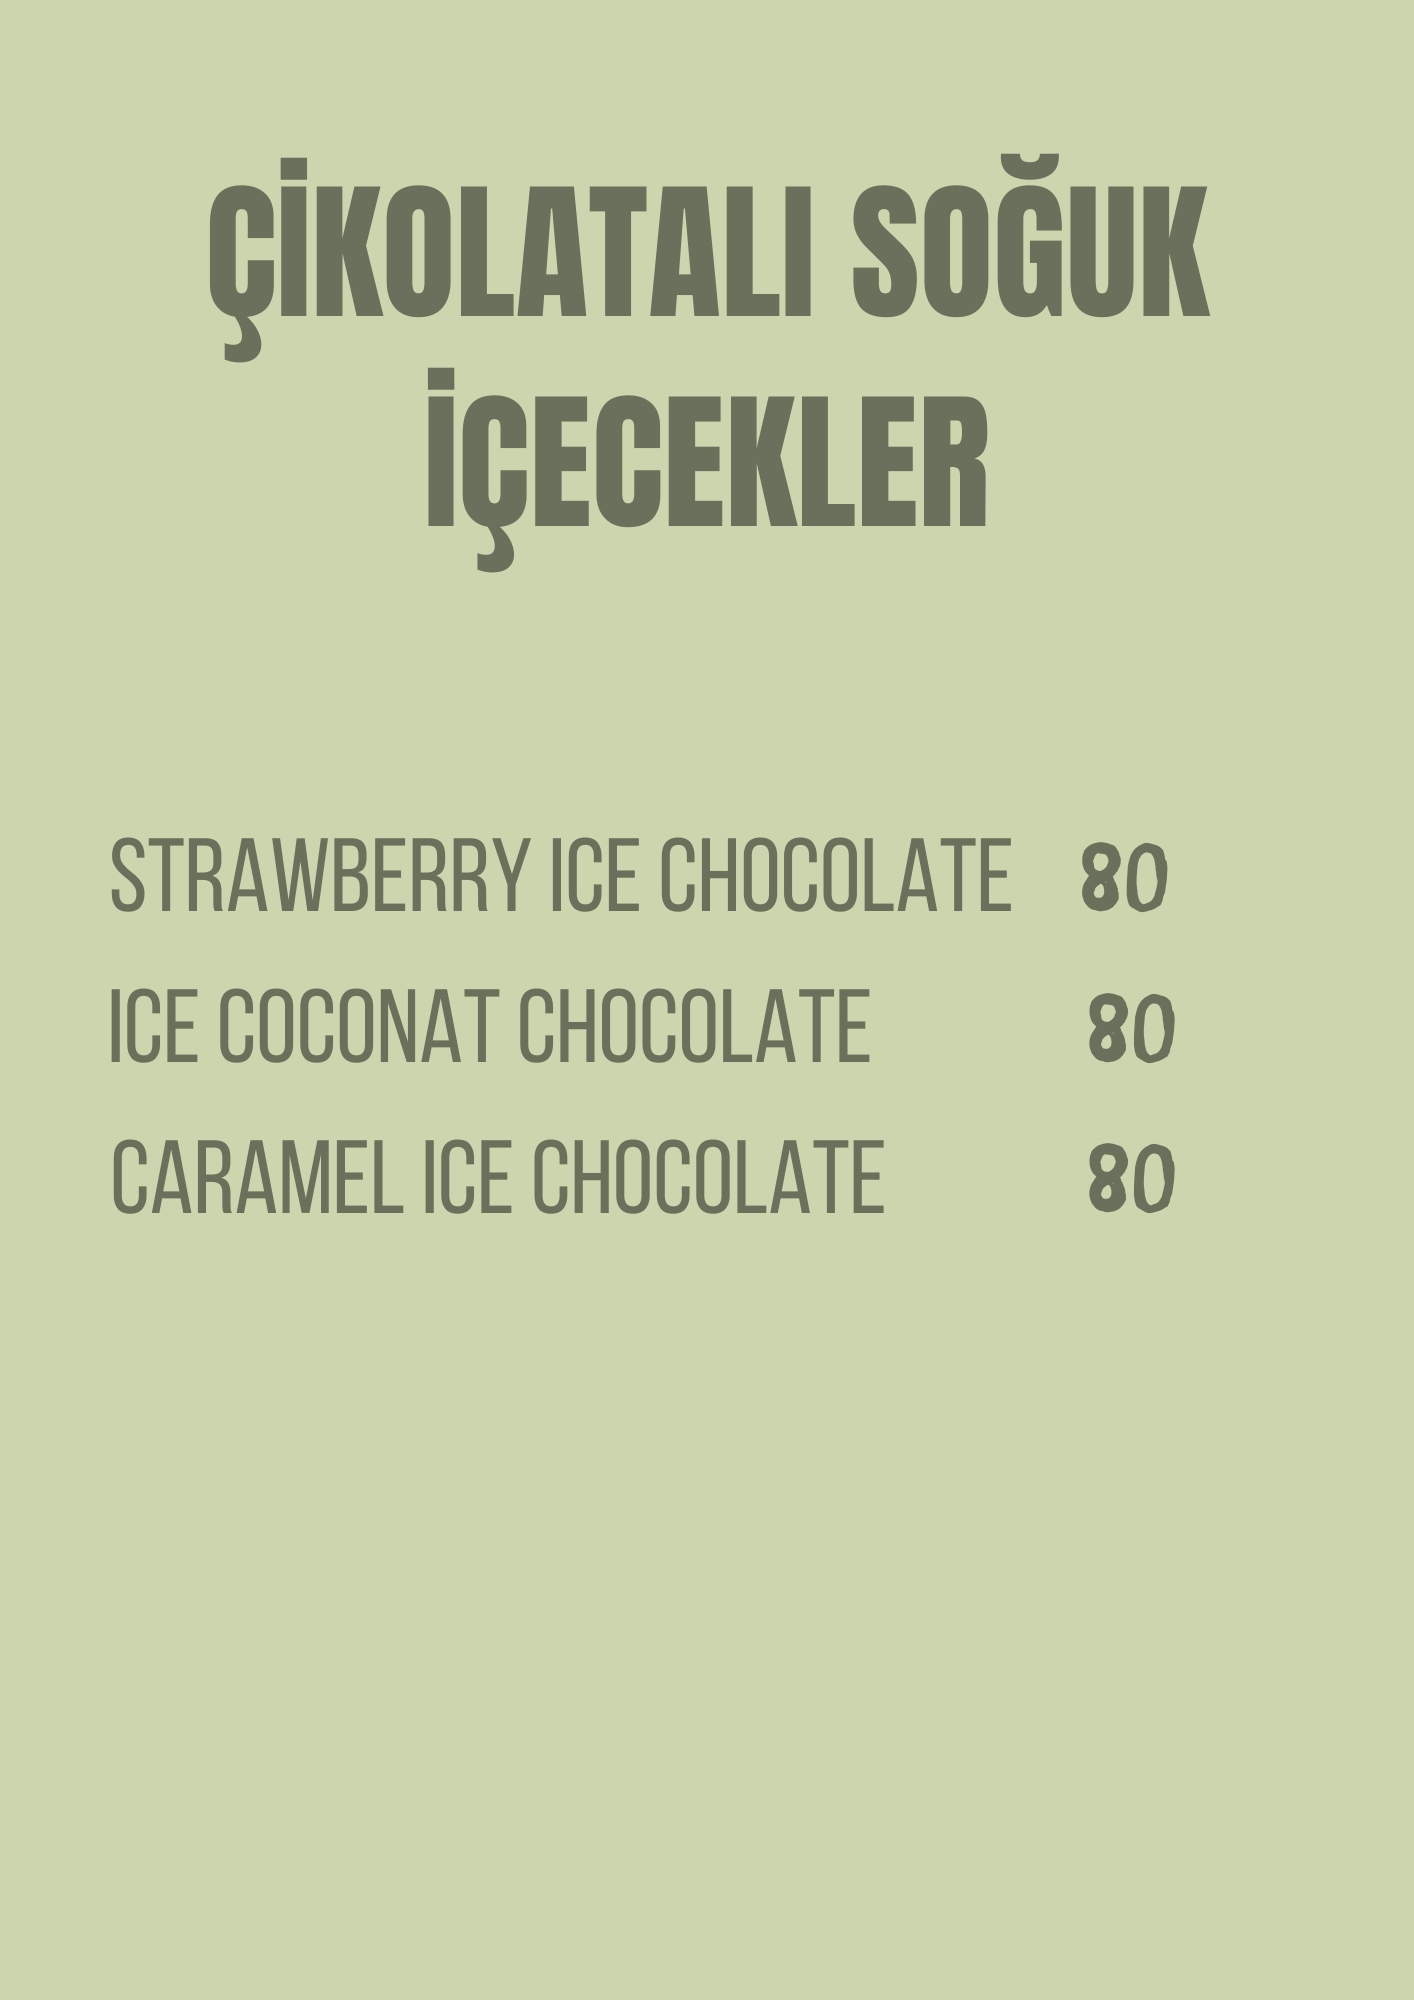 ÇİKOLATALI SOĞUK
İÇECEKLER
STRAWBERRY ICE CHOCOLATE 80
ICE COCONAT CHOCOLATE 80
CARAMEL ICE CHOCOLATE 80